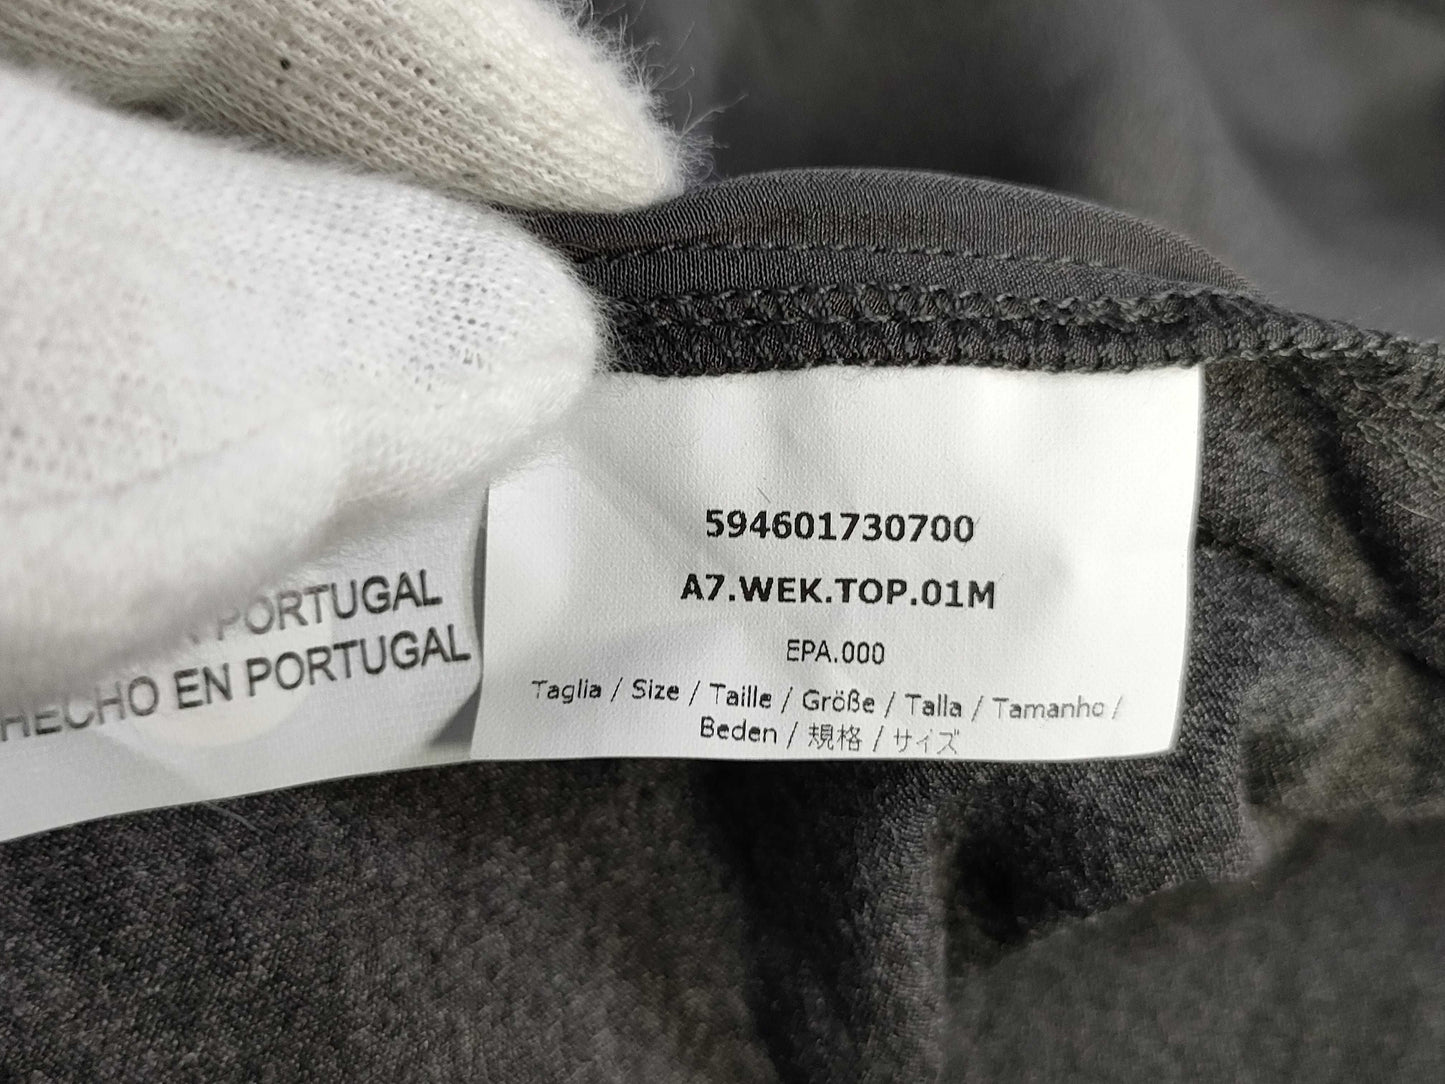 594601730700
A7.WEK.TOP.01M
EPA.000
Taglia / Size / Taille / Größe / Talla / Tamanho /
Beden / 規格 / サイズ
PORTUGAL
HECHO EN PORTUGAL